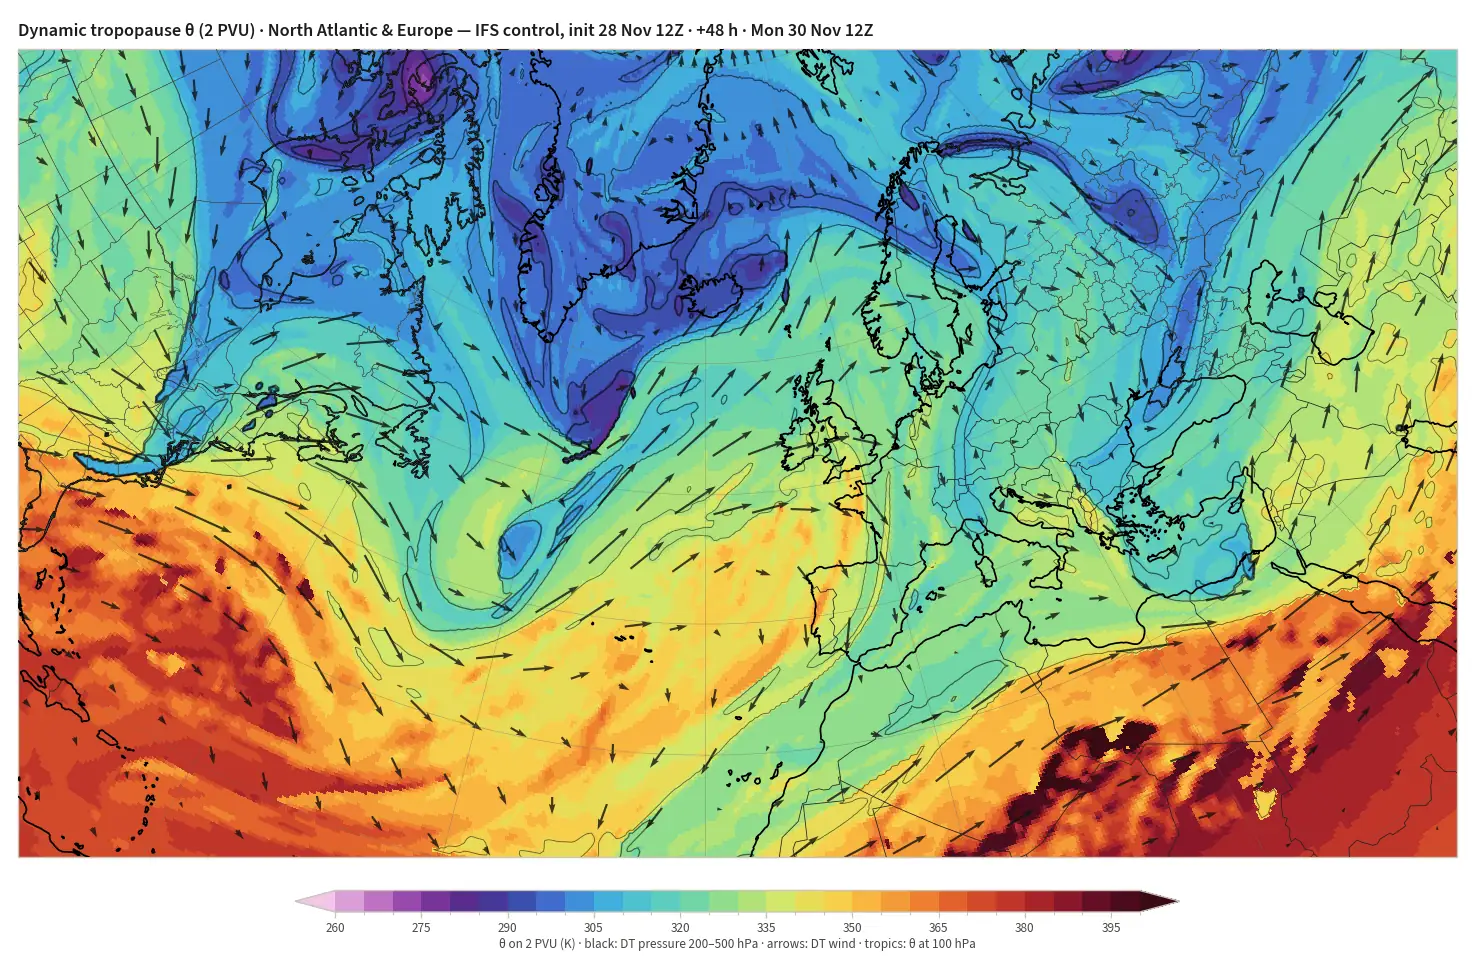 Dynamic tropopause θ (2 PVU) · North Atlantic & Europe — IFS control, init 28 Nov 12Z · +48 h · Mon 30 Nov 12Z
260 275 290 305 320 335 350 365 380 395
θ on 2 PVU (K) · black: DT pressure 200–500 hPa · arrows: DT wind · tropics: θ at 100 hPa